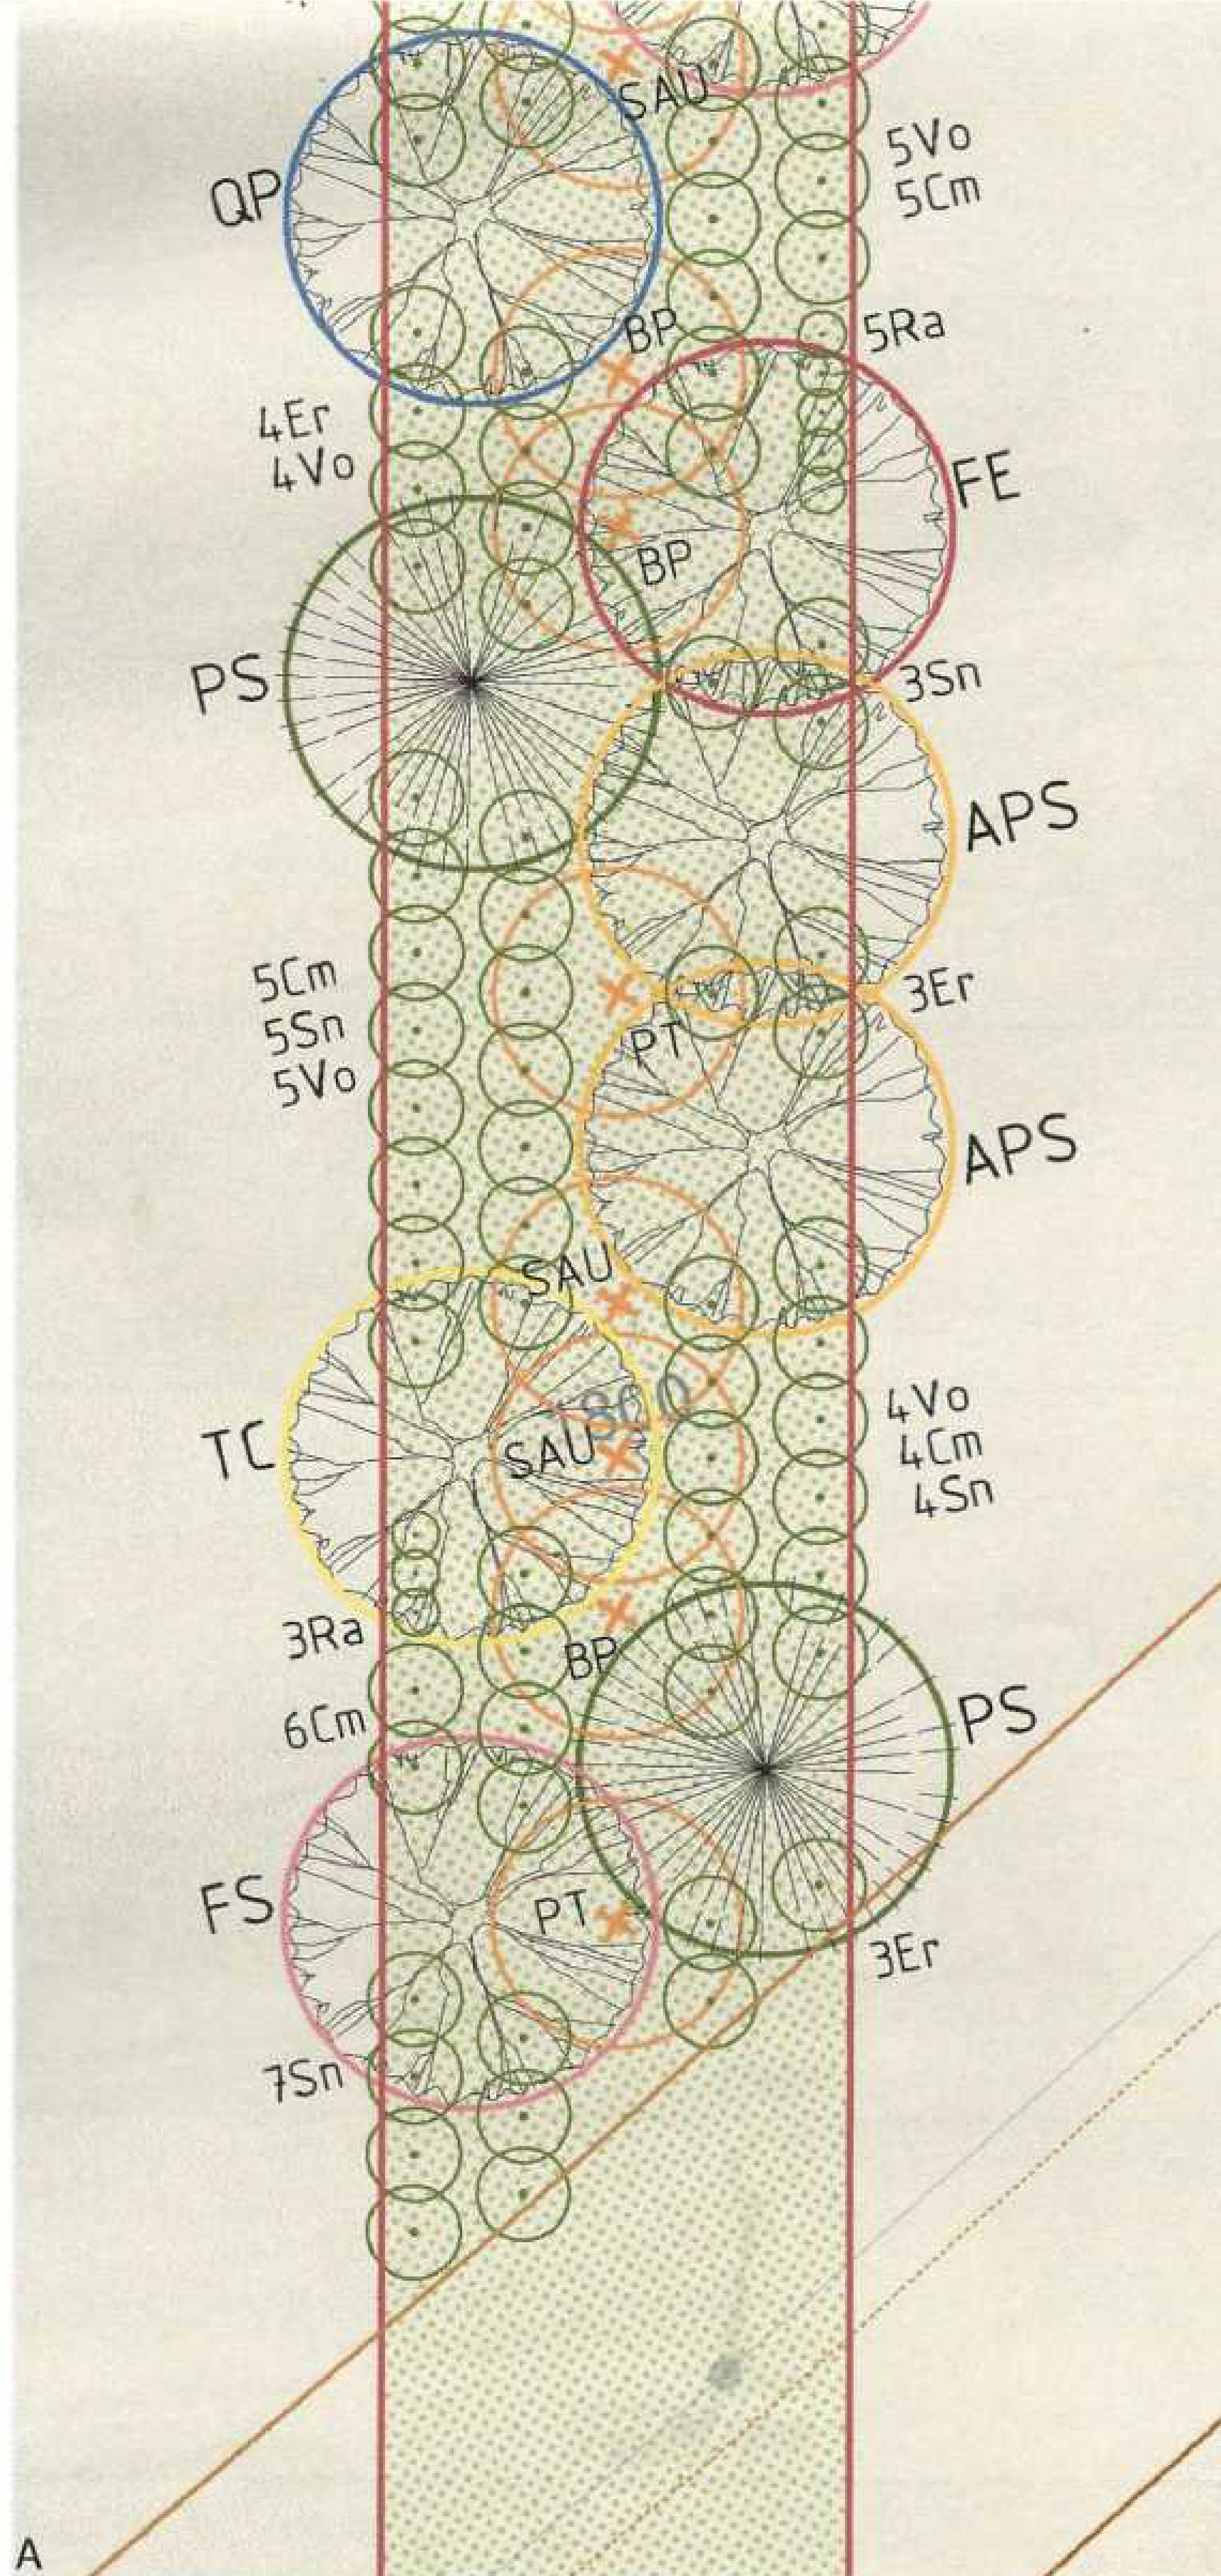 SAU
5Vo
5Cm
QP
BP
5Ra
4Er
4Vo
FE
BP
PS
3Sn
APS
5Cm
5Sn
5Vo
3Er
PT
APS
SAU
1800
TC
SAU
4Vo
4Cm
4Sn
3Ra
BP
6Cm
PS
FS
PT
3Er
7Sn
A